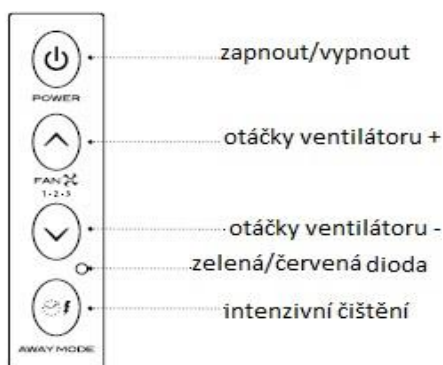 zapnout/vypnout
POWER
otáčky ventilátoru +
FAN
1-2-3
otáčky ventilátoru -
zelená/červená dioda
intenzivní čištění
AWAY MODE